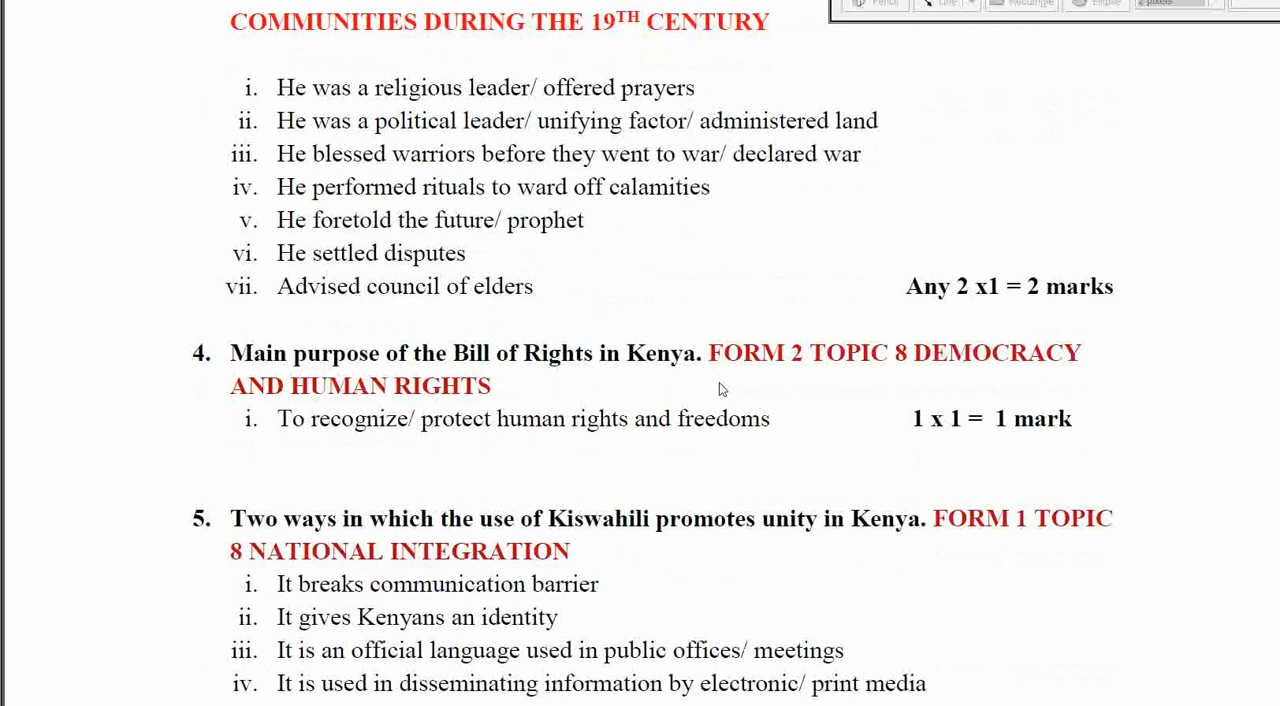 Pencil Line Rectangle Ellipse 2 pixels
COMMUNITIES DURING THE 19TH CENTURY
i. He was a religious leader/ offered prayers
ii. He was a political leader/ unifying factor/ administered land
iii. He blessed warriors before they went to war/ declared war
iv. He performed rituals to ward off calamities
v. He foretold the future/ prophet
vi. He settled disputes
vii. Advised council of elders Any 2 x1 = 2 marks
4. Main purpose of the Bill of Rights in Kenya. FORM 2 TOPIC 8 DEMOCRACY
AND HUMAN RIGHTS
i. To recognize/ protect human rights and freedoms 1 x 1 = 1 mark
5. Two ways in which the use of Kiswahili promotes unity in Kenya. FORM 1 TOPIC
8 NATIONAL INTEGRATION
i. It breaks communication barrier
ii. It gives Kenyans an identity
iii. It is an official language used in public offices/ meetings
iv. It is used in disseminating information by electronic/ print media